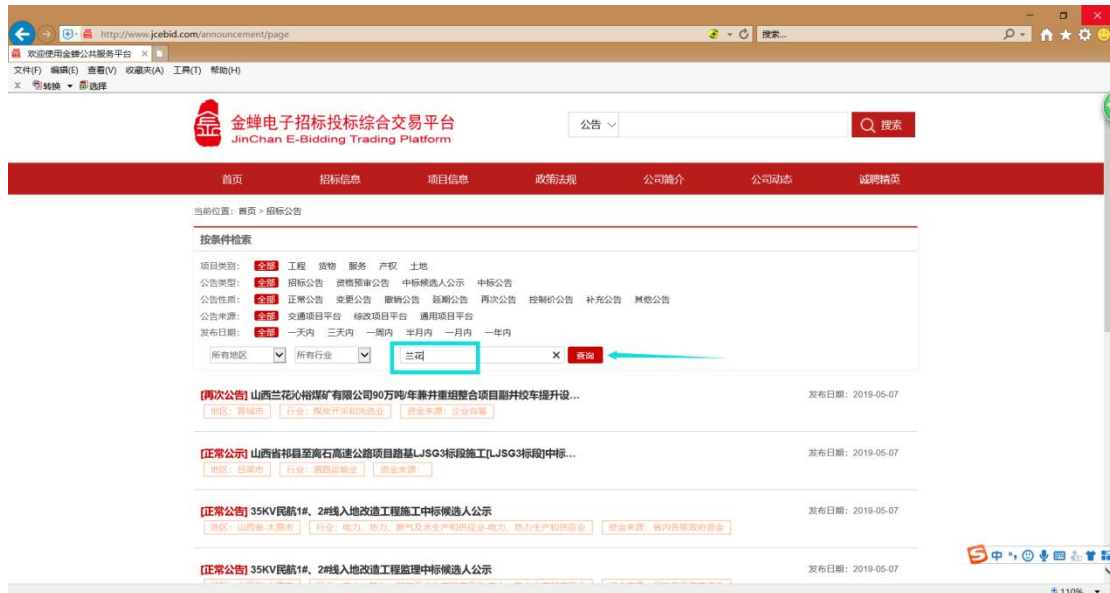 http://www.jcebid.com/announcement/page
搜索...
欢迎使用金蝉公共服务平台
文件(F) 编辑(E) 查看(V) 收藏夹(A) 工具(T) 帮助(H)
x 转换 选择
金蝉电子招标投标综合交易平台
JinChan E-Bidding Trading Platform
公告
搜索
首页 招标信息 项目信息 政策法规 公司简介 公司动态 诚聘精英
当前位置：首页 > 招标公告
按条件检索
项目类别： 全部 工程 货物 服务 产权 土地
公告类型： 全部 招标公告 资格预审公告 中标候选人公示 中标公告
公告性质： 全部 正常公告 变更公告 撤销公告 延期公告 再次公告 控制价公告 补充公告 其他公告
公告来源： 全部 交通项目平台 综改项目平台 通用项目平台
发布日期： 全部 一天内 三天内 一周内 半月内 一月内 一年内
所有地区 所有行业 兰花 查询
[再次公告] 山西兰花沁裕煤矿有限公司90万吨/年兼并重组整合项目副井绞车提升设... 发布日期：2019-05-07
地区：晋城市 行业：煤炭开采和洗选业 资金来源：企业自筹
[正常公示] 山西省祁县至离石高速公路项目路基LJSG3标段施工[LJSG3标段]中标... 发布日期：2019-05-07
地区：吕梁市 行业：道路运输业 资金来源：
[正常公告] 35KV民航1#、2#线入地改造工程施工中标候选人公示 发布日期：2019-05-07
地区：山西省-太原市 行业：电力、热力、燃气及水生产和供应业-电力、热力生产和供应业 资金来源：省内各级政府资金
[正常公告] 35KV民航1#、2#线入地改造工程监理中标候选人公示 发布日期：2019-05-07
中
110%